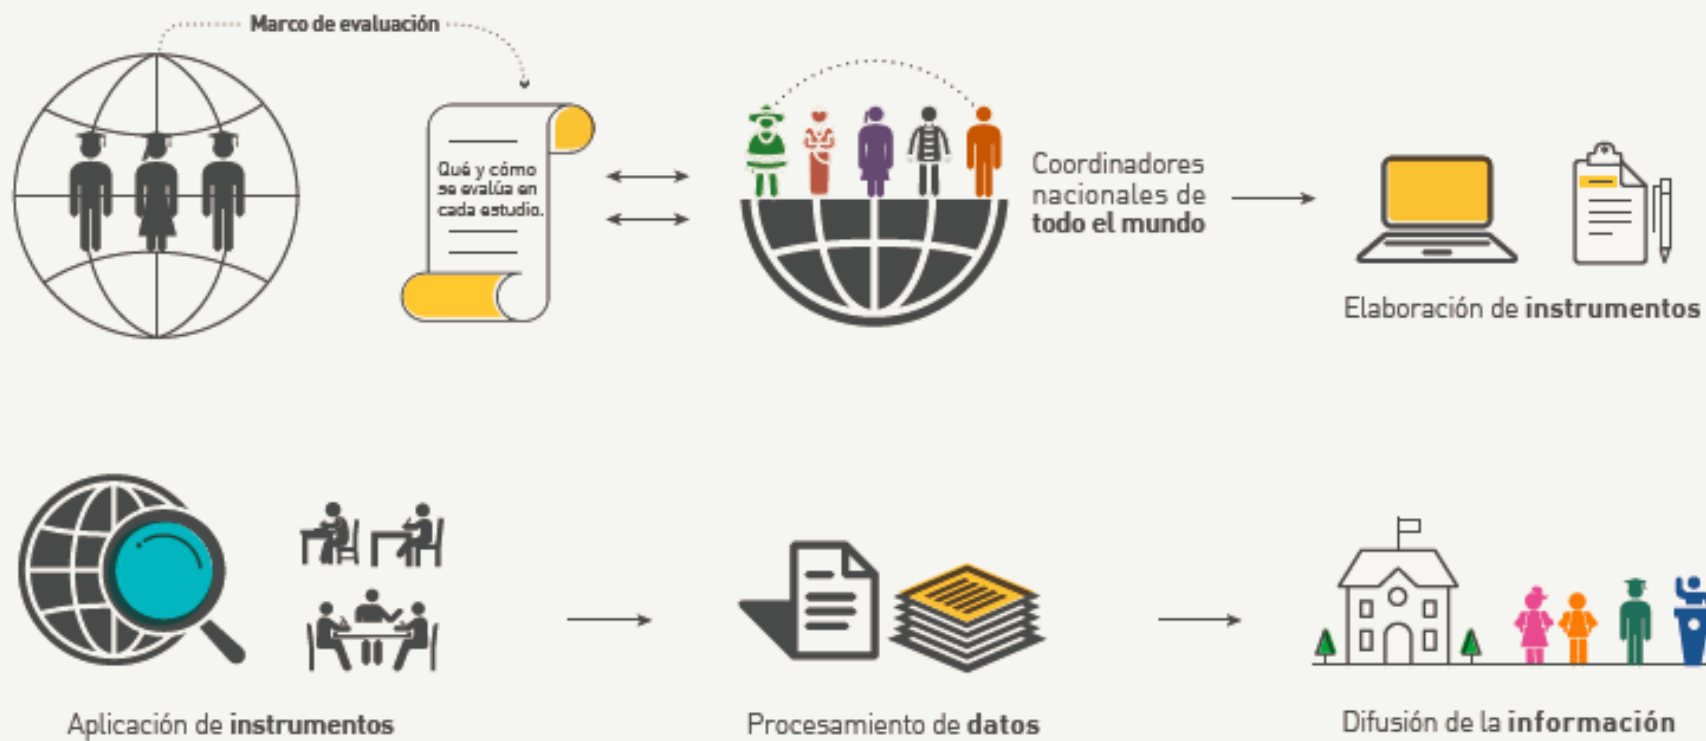 Marco de evaluación
Qué y cómo
se evalúa en
cada estudio.
Coordinadores
nacionales de
todo el mundo
Elaboración de instrumentos
Aplicación de instrumentos
Procesamiento de datos
Difusión de la información